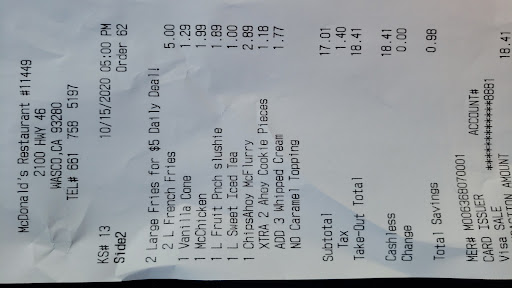 McDonald's Restaurant #11449
2100 HWY 46
WASCO,CA 93280
TEL# 661 758 5197
KS# 13 10/15/2020 05:00 PM
Side2 Order 62
2 Large Fries for $5 Daily Deal!
2 L French Fries 5.00
1 Vanilla Cone 1.29
1 McChicken 1.99
1 L Fruit Pnch slushie 1.89
1 L Sweet Iced Tea 1.00
1 ChipsAhoy McFlurry 2.89
XTRA 2 Ahoy Cookie Pieces 1.18
ADD 3 Whipped Cream 1.77
NO Caramel Topping
Subtotal 17.01
Tax 1.40
Take-Out Total 18.41
Cashless 18.41
Change 0.00
Total Savings 0.98
MER# MD06368070001
CARD ISSUER ACCOUNT#
Visa SALE ************8881
ACTION AMOUNT 18.41